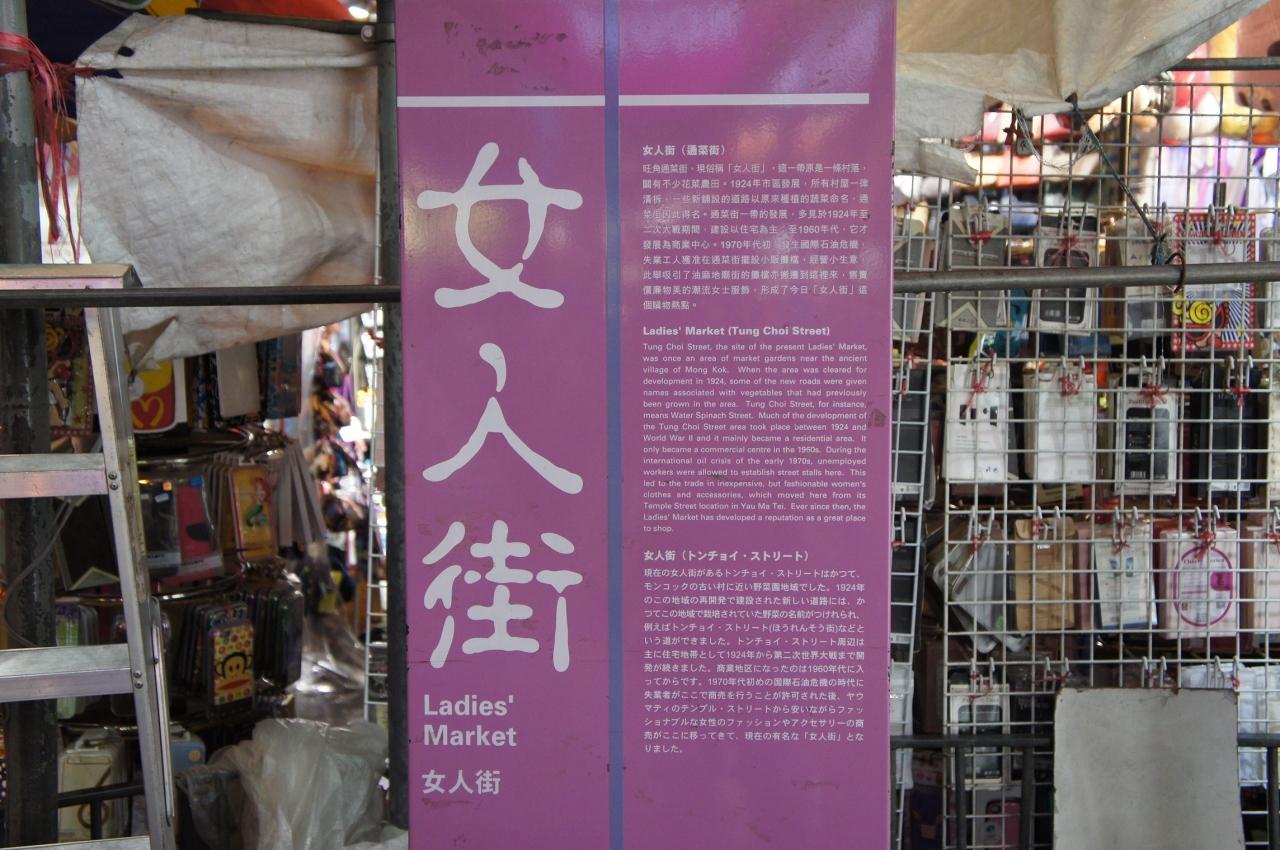 女人街
Ladies'
Market
女人街
女人街（通菜街）
旺角通菜街，現俗稱「女人街」，這一帶原是一條村落，
闢有不少花菜農田。1924年市區發展，所有村屋一律
清拆，一些新鋪設的道路以原來種植的蔬菜命名，通
菜街因此得名。通菜街一帶的發展，多見於1924年至
二次大戰期間，建設以住宅為主；至1960年代，它才
發展為商業中心。1970年代初，發生國際石油危機，
失業工人獲准在通菜街擺設小販攤檔，經營小生意，
此舉吸引了油麻地廟街的攤檔亦搬遷到這裡來，售賣
價廉物美的潮流女士服飾，形成了今日「女人街」這
個購物熱點。
Ladies' Market (Tung Choi Street)
Tung Choi Street, the site of the present Ladies' Market,
was once an area of market gardens near the ancient
village of Mong Kok. When the area was cleared for
development in 1924, some of the new roads were given
names associated with vegetables that had previously
been grown in the area. Tung Choi Street, for instance,
means Water Spinach Street. Much of the development of
the Tung Choi Street area took place between 1924 and
World War II and it mainly became a residential area. It
only became a commercial centre in the 1960s. During the
international oil crisis of the early 1970s, unemployed
workers were allowed to establish street stalls here. This
led to the trade in inexpensive, but fashionable women's
clothes and accessories, which moved here from its
Temple Street location in Yau Ma Tei. Ever since then, the
Ladies' Market has developed a reputation as a great place
to shop.
女人街（トンチョイ・ストリート）
現在の女人街があるトンチョイ・ストリートはかつて、
モンコックの古い村に近い野菜園地域でした。1924年
のこの地域の再開発で建設された新しい道路には、か
つてこの地域で栽培されていた野菜の名前がつけられ、
例えばトンチョイ・ストリート(ほうれんそう街)などと
いう道ができました。トンチョイ・ストリート周辺は
主に住宅地帯として1924年から第二次世界大戦まで開
発が続きました。商業地区になったのは1960年代に入
ってからです。1970年代初めの国際石油危機の時代に
失業者がここで商売を行うことが許可された後、ヤウ
マティのテンプル・ストリートから安いながらファッ
ショナブルな女性のファッションやアクセサリーの商
売がここに移ってきて、現在の有名な「女人街」とな
りました。